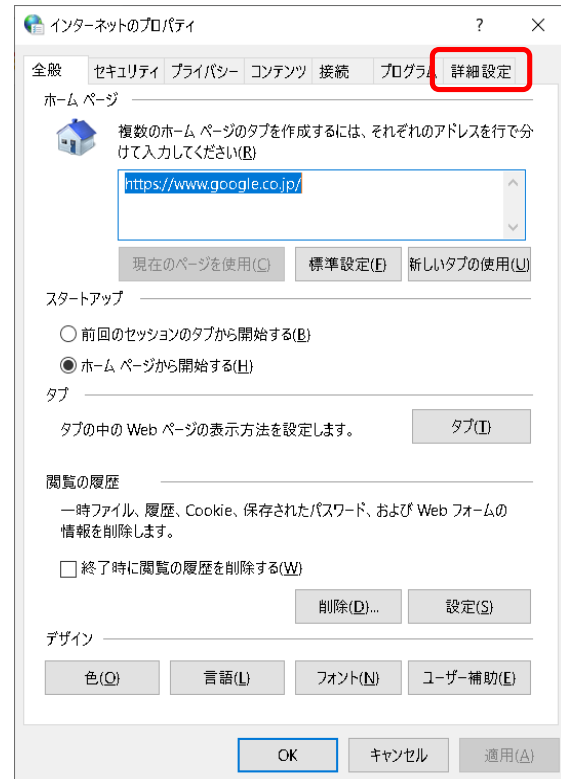 インターネットのプロパティ ? ×
全般 セキュリティ プライバシー コンテンツ 接続 プログラム 詳細設定
ホーム ページ
複数のホーム ページのタブを作成するには、それぞれのアドレスを行で分
けて入力してください(R)
https://www.google.co.jp/
現在のページを使用(C) 標準設定(F) 新しいタブの使用(U)
スタートアップ
前回のセッションのタブから開始する(B)
ホーム ページから開始する(H)
タブ
タブの中の Web ページの表示方法を設定します。 タブ(T)
閲覧の履歴
一時ファイル、履歴、Cookie、保存されたパスワード、および Web フォームの
情報を削除します。
終了時に閲覧の履歴を削除する(W)
削除(D)... 設定(S)
デザイン
色(O) 言語(L) フォント(N) ユーザー補助(E)
OK キャンセル 適用(A)